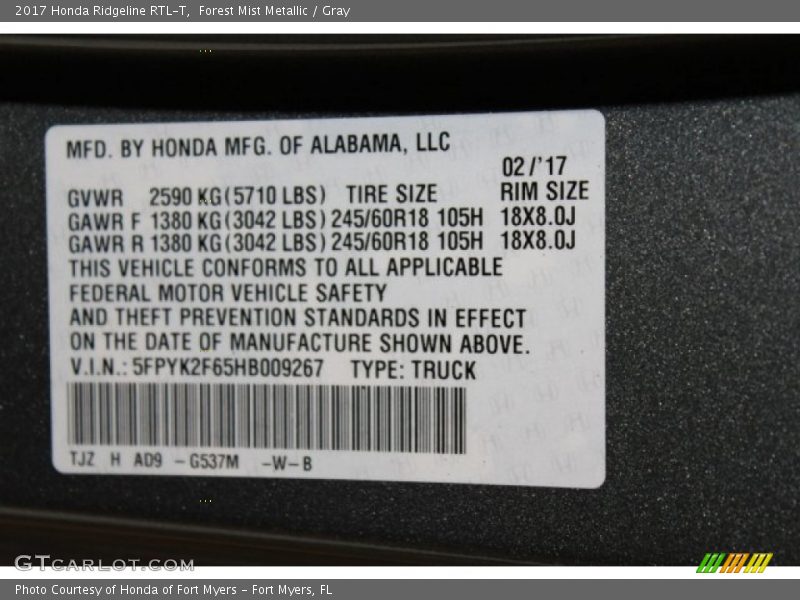 2017 Honda Ridgeline RTL-T,  Forest Mist Metallic / Gray
MFD. BY HONDA MFG. OF ALABAMA, LLC
02/'17
GVWR 2590 KG(5710 LBS) TIRE SIZE RIM SIZE
GAWR F 1380 KG(3042 LBS) 245/60R18 105H 18X8.0J
GAWR R 1380 KG(3042 LBS) 245/60R18 105H 18X8.0J
THIS VEHICLE CONFORMS TO ALL APPLICABLE
FEDERAL MOTOR VEHICLE SAFETY
AND THEFT PREVENTION STANDARDS IN EFFECT
ON THE DATE OF MANUFACTURE SHOWN ABOVE.
V.I.N.: 5FPYK2F65HB009267 TYPE: TRUCK
TJZ H AD9 -G537M -W-B
GTCARLOT.COM
Photo Courtesy of Honda of Fort Myers - Fort Myers, FL